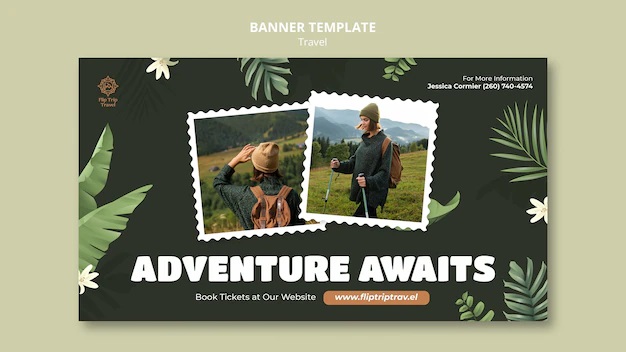 BANNER TEMPLATE
Travel
Flip Trip
Travel
For More Information
Jessica Cormier (260) 740-4574
ADVENTURE AWAITS
Book Tickets at Our Website
www.fliptriptrav.el